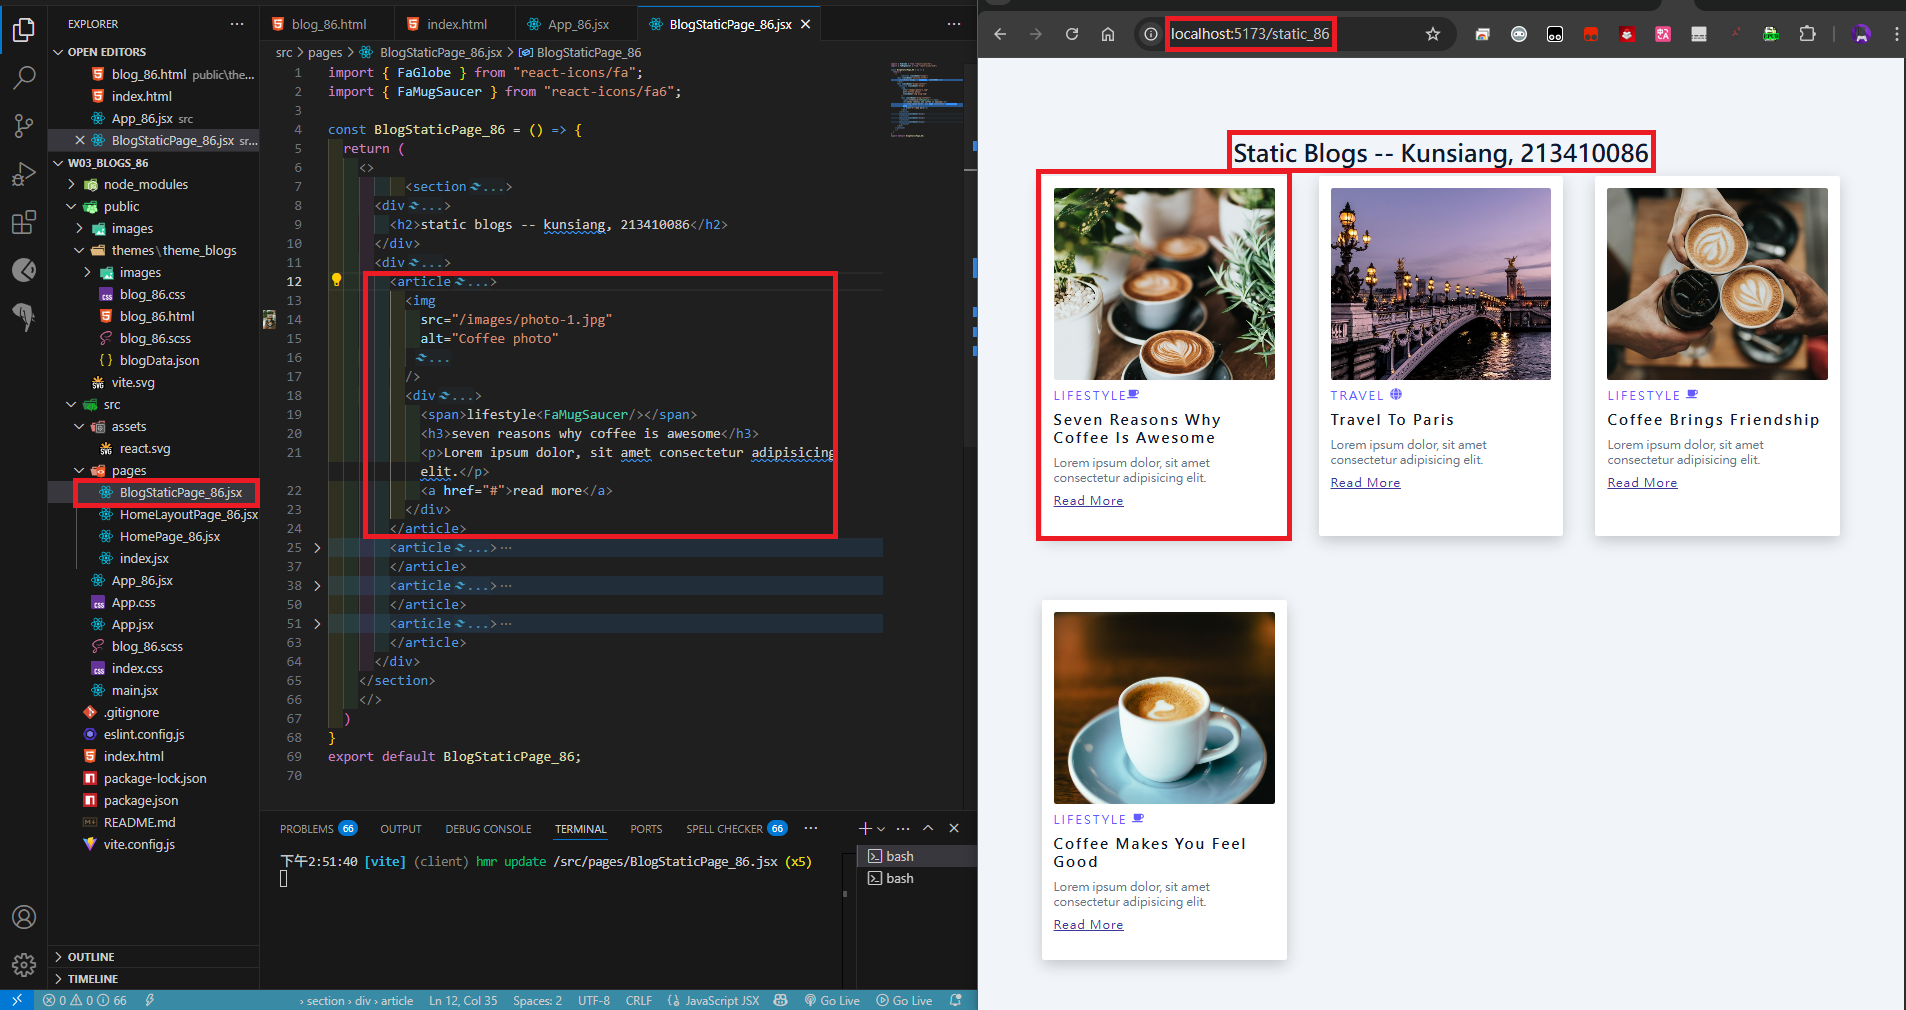 EXPLORER
OPEN EDITORS
blog_86.html public\the...
index.html
App_86.jsx src
BlogStaticPage_86.jsx sr...
W03_BLOGS_86
node_modules
public
images
themes\theme_blogs
images
blog_86.css
blog_86.html
blog_86.scss
blogData.json
vite.svg
src
assets
react.svg
pages
BlogStaticPage_86.jsx
HomeLayoutPage_86.jsx
HomePage_86.jsx
index.jsx
App_86.jsx
App.css
App.jsx
blog_86.scss
index.css
main.jsx
.gitignore
eslint.config.js
index.html
package-lock.json
package.json
README.md
vite.config.js
OUTLINE
TIMELINE
blog_86.html
index.html
App_86.jsx
BlogStaticPage_86.jsx
src > pages > BlogStaticPage_86.jsx > BlogStaticPage_86
1 import { FaGlobe } from "react-icons/fa";
2 import { FaMugSaucer } from "react-icons/fa6";
3
4 const BlogStaticPage_86 = () => {
5 return (
6 <>
7 <section ...>
8 <div ...>
9 <h2>static blogs -- kunsiang, 213410086</h2>
10 </div>
11 <div ...>
12 <article ...>
13 <img
14 src="/images/photo-1.jpg"
15 alt="Coffee photo"
16 ...
17 />
18 <div ...>
19 <span>lifestyle<FaMugSaucer/></span>
20 <h3>seven reasons why coffee is awesome</h3>
21 <p>Lorem ipsum dolor, sit amet consectetur adipisicing
elit.</p>
22 <a href="#">read more</a>
23 </div>
24 </article>
25 <article ...> ...
37 </article>
38 <article ...> ...
50 </article>
51 <article ...> ...
63 </article>
64 </div>
65 </section>
66 </>
67 )
68 }
69 export default BlogStaticPage_86;
70
PROBLEMS 66 OUTPUT DEBUG CONSOLE TERMINAL PORTS SPELL CHECKER 66
下午2:51:40 [vite] (client) hmr update /src/pages/BlogStaticPage_86.jsx (x5)
bash
bash
0 0 66 › section › div › article Ln 12, Col 35 Spaces: 2 UTF-8 CRLF JavaScript JSX Go Live Go Live
localhost:5173/static_86
Static Blogs -- Kunsiang, 213410086
LIFESTYLE
Seven Reasons Why
Coffee Is Awesome
Lorem ipsum dolor, sit amet
consectetur adipisicing elit.
Read More
TRAVEL
Travel To Paris
Lorem ipsum dolor, sit amet
consectetur adipisicing elit.
Read More
LIFESTYLE
Coffee Brings Friendship
Lorem ipsum dolor, sit amet
consectetur adipisicing elit.
Read More
LIFESTYLE
Coffee Makes You Feel
Good
Lorem ipsum dolor, sit amet
consectetur adipisicing elit.
Read More